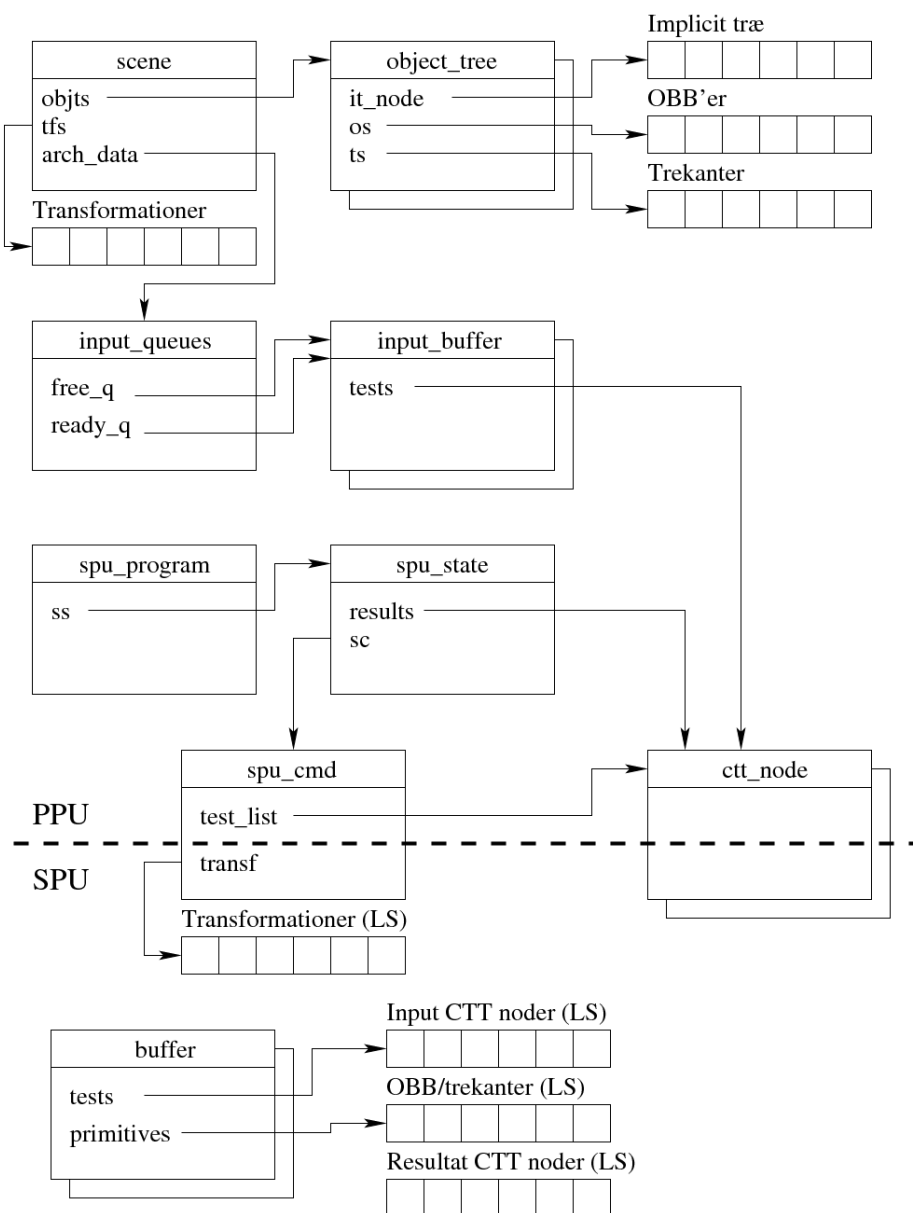 Implicit træ
scene
object_tree
objts
it_node
OBB'er
tfs
os
arch_data
ts
Trekanter
Transformationer
input_queues
input_buffer
free_q
tests
ready_q
spu_program
spu_state
ss
results
sc
spu_cmd
ctt_node
PPU
test_list
SPU
transf
Transformationer (LS)
Input CTT noder (LS)
buffer
OBB/trekanter (LS)
tests
primitives
Resultat CTT noder (LS)